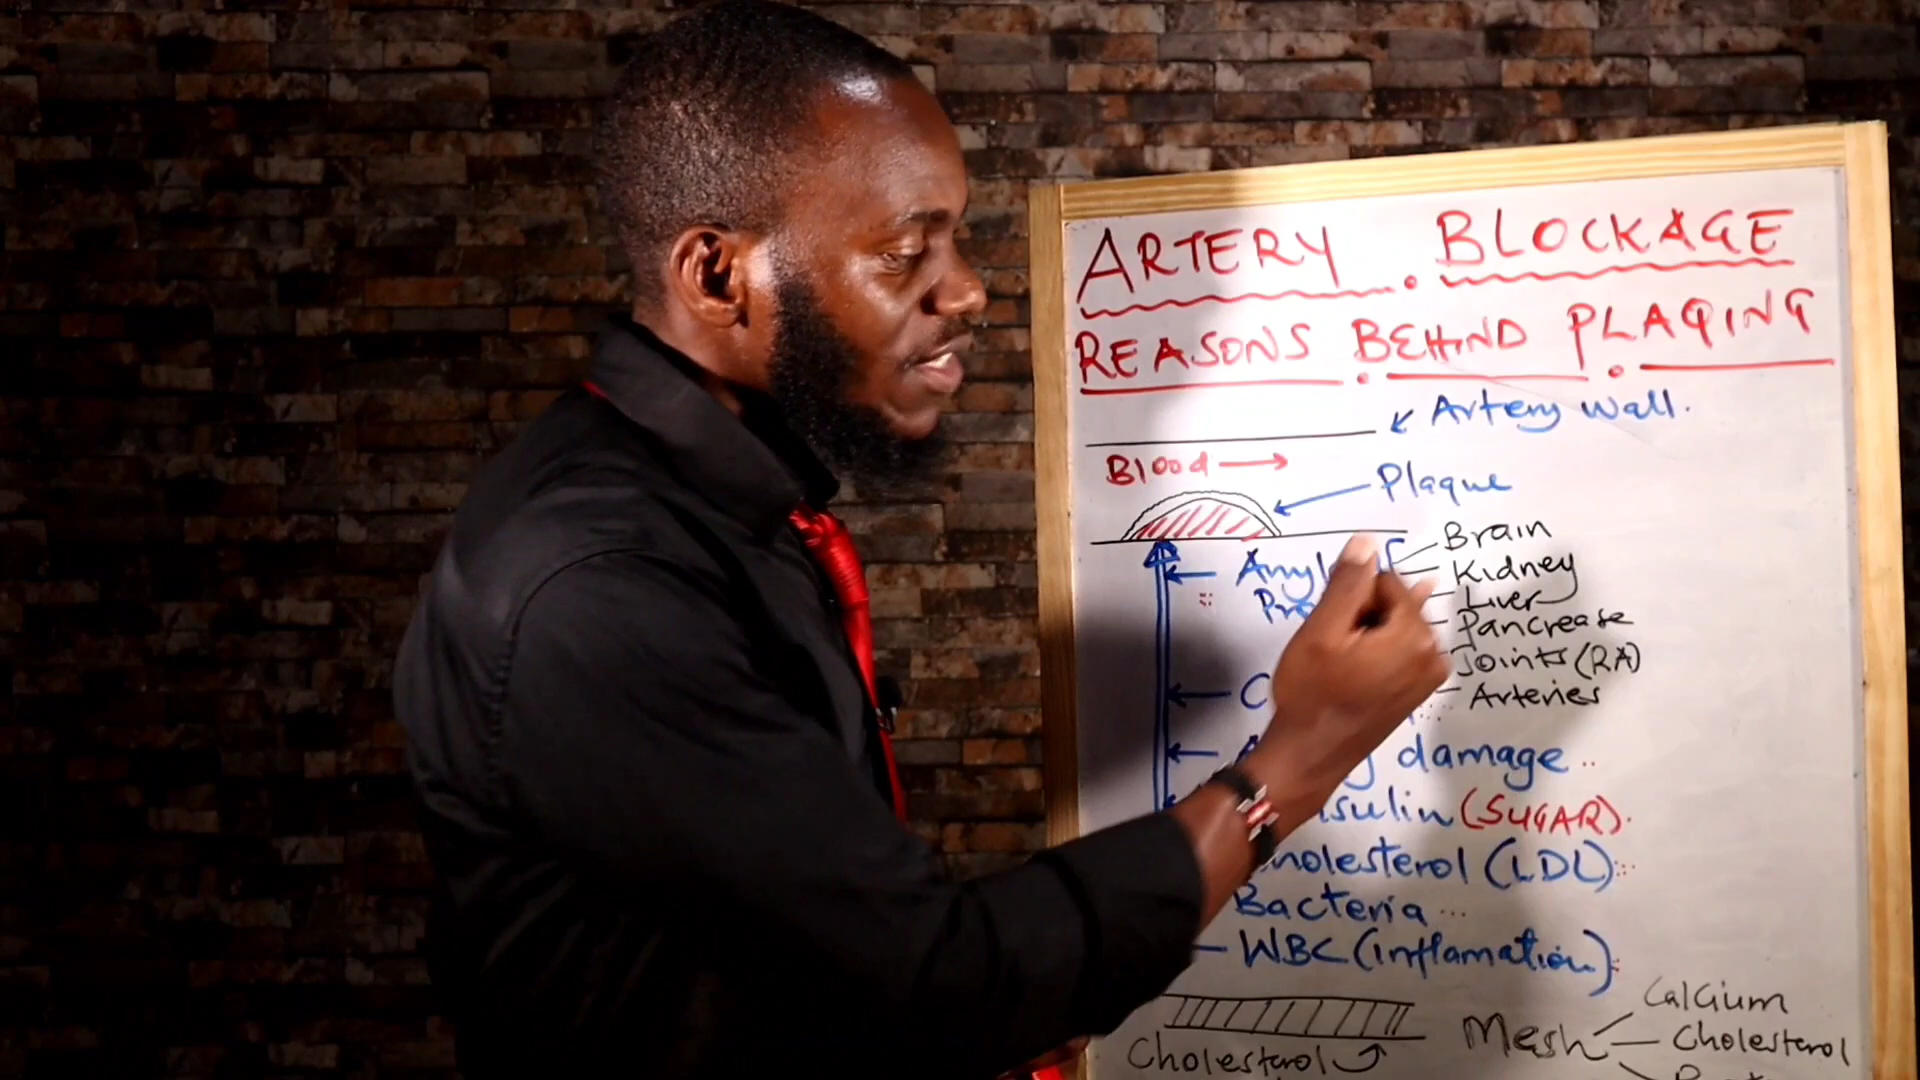 ARTERY BLOCKAGE
REASONS BEHIND PLAQING
Artery wall.
Blood
Plaque
Brain
Kidney
Liver
Pancrease
Joints (RA)
Arteries
damage
(SUGAR).
Cholesterol (LDL)
Bacteria
WBC (inflamation)
Calcium
Mesh
Cholesterol
Cholesterol